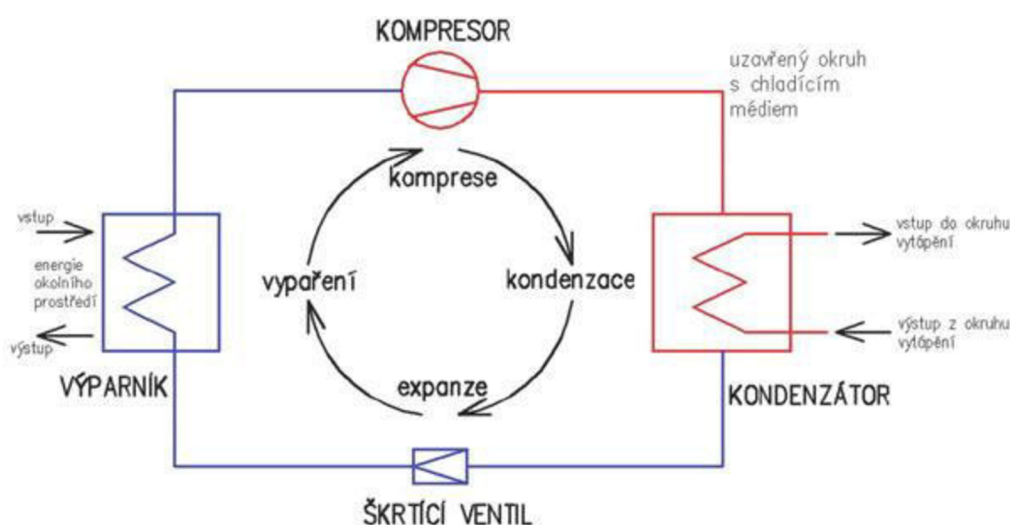 KOMPRESOR
uzavřený okruh
s chladícím
médiem
komprese
vstup
energie
okolního
prostředí
výstup
vypaření
kondenzace
vstup do okruhu
vytápění
výstup z okruhu
vytápění
VÝPARNÍK
expanze
KONDENZÁTOR
ŠKRTÍCÍ VENTIL